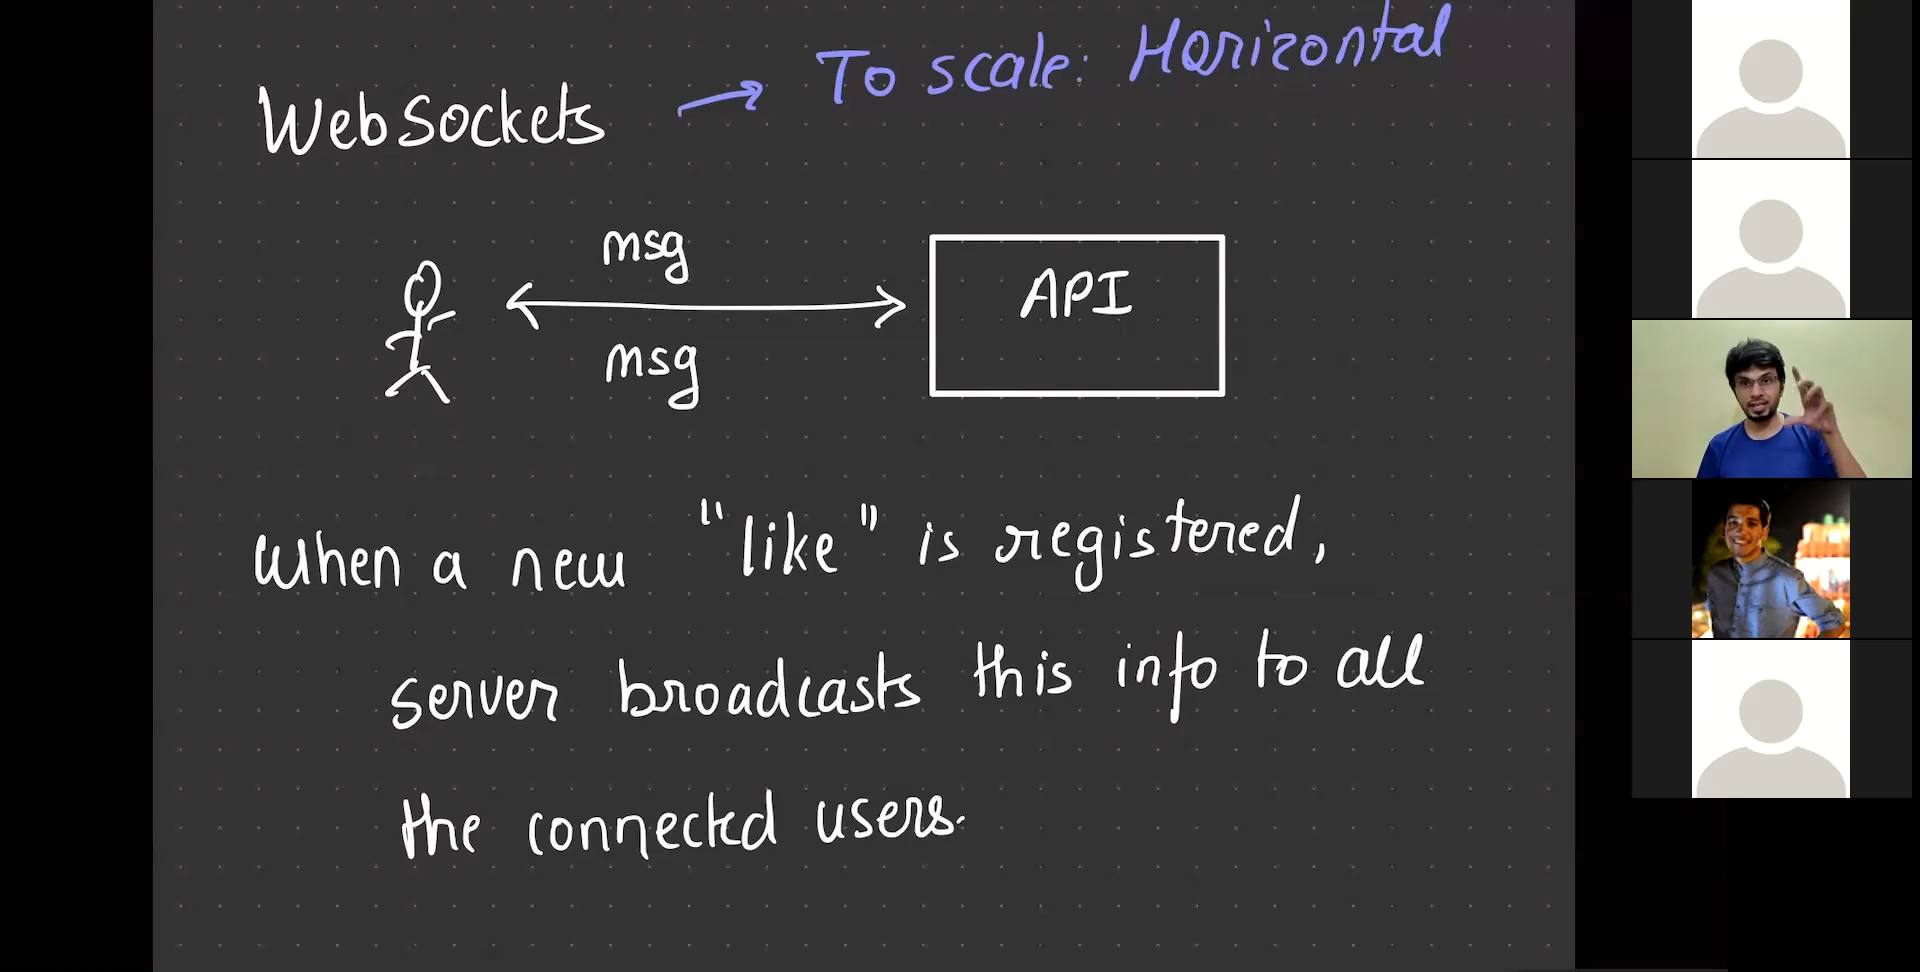 WebSockets → To scale: Horizontal
msg
API
msg
When a new "like" is registered,
server broadcasts this info to all
the connected users.